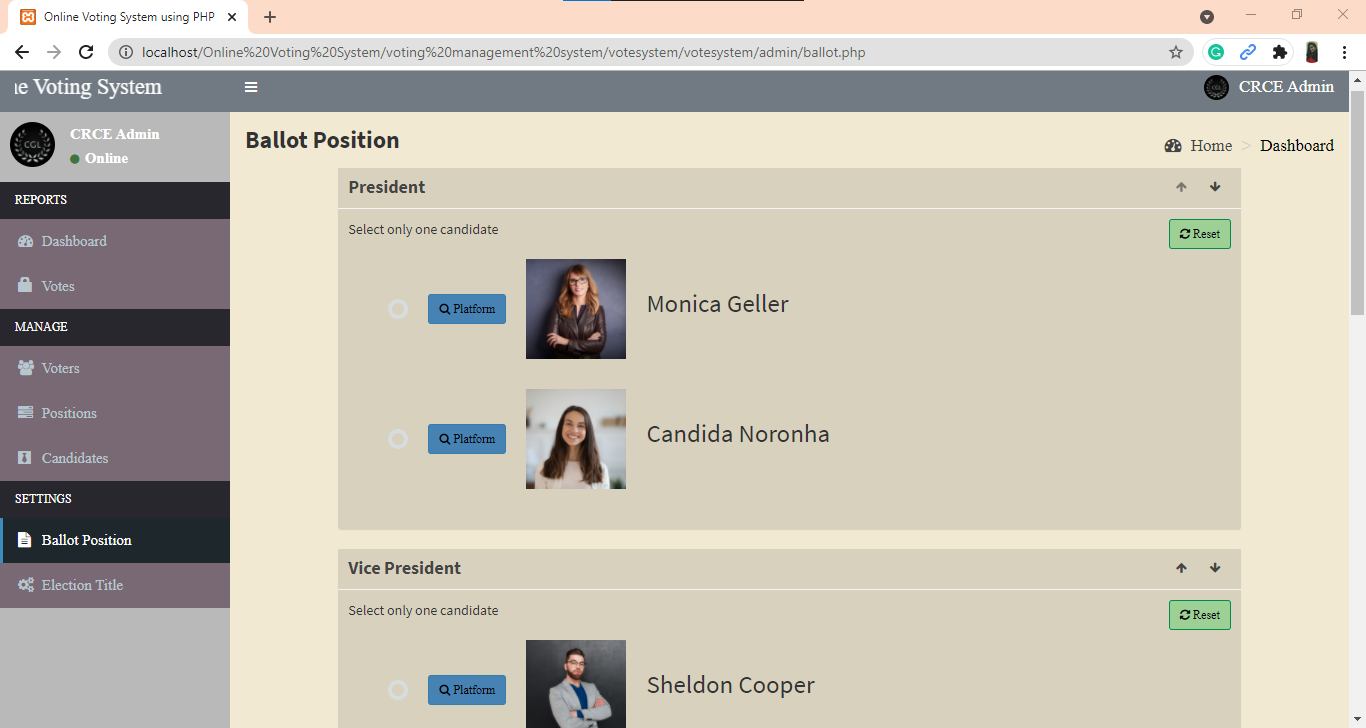 Online Voting System using PHP
localhost/Online%20Voting%20System/voting%20management%20system/votesystem/votesystem/admin/ballot.php
ne Voting System
CRCE Admin
CGL
CRCE Admin
Online
REPORTS
Dashboard
Votes
MANAGE
Voters
Positions
Candidates
SETTINGS
Ballot Position
Election Title
Ballot Position
Home > Dashboard
President
Select only one candidate
Reset
Platform
Monica Geller
Platform
Candida Noronha
Vice President
Select only one candidate
Reset
Platform
Sheldon Cooper